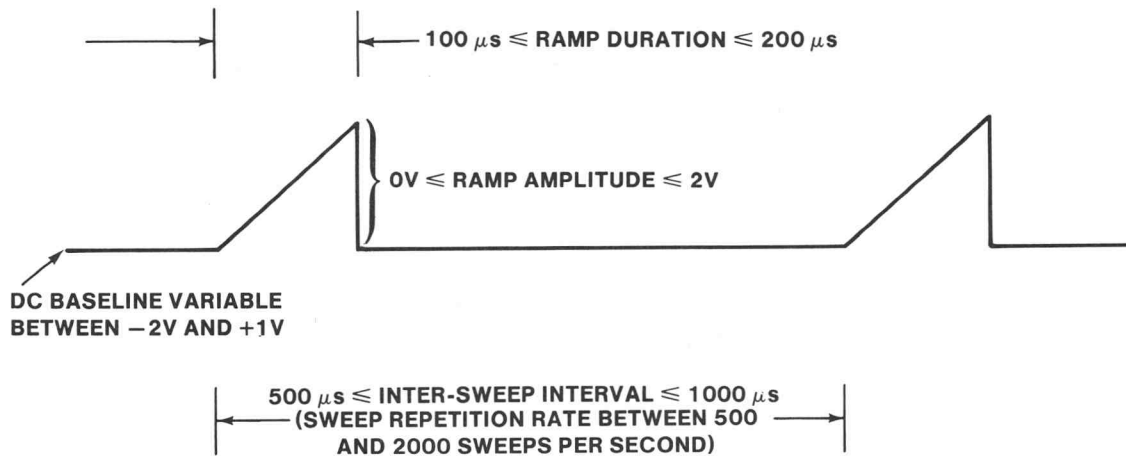 100 μs ≤ RAMP DURATION ≤ 200 μs
0V ≤ RAMP AMPLITUDE ≤ 2V
DC BASELINE VARIABLE
BETWEEN −2V AND +1V
500 μs ≤ INTER-SWEEP INTERVAL ≤ 1000 μs
(SWEEP REPETITION RATE BETWEEN 500
AND 2000 SWEEPS PER SECOND)